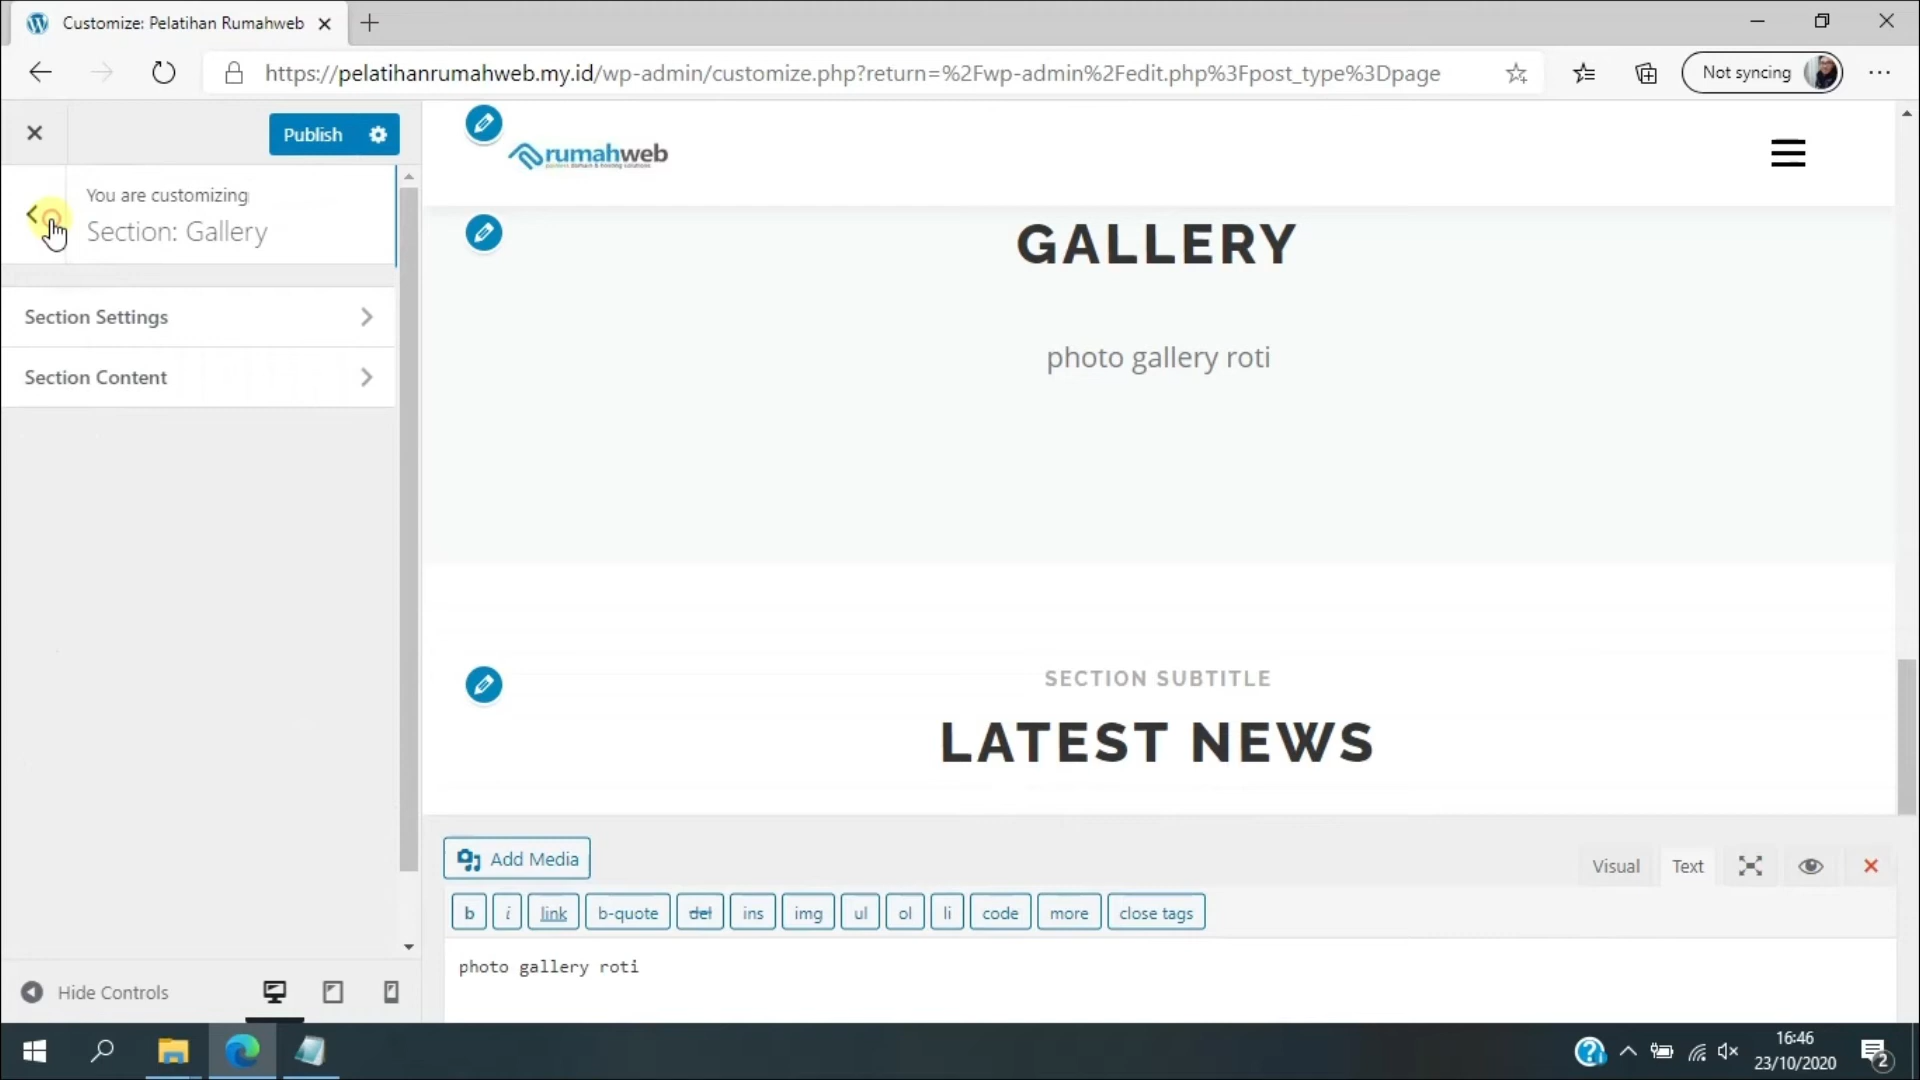 Customize: Pelatihan Rumahweb
https://pelatihanrumahweb.my.id/wp-admin/customize.php?return=%2Fwp-admin%2Fedit.php%3Fpost_type%3Dpage
Not syncing
Publish
You are customizing
Section: Gallery
Section Settings
Section Content
Hide Controls
rumahweb
GALLERY
photo gallery roti
SECTION SUBTITLE
LATEST NEWS
Add Media
Visual Text
b i link b-quote del ins img ul ol li code more close tags
photo gallery roti
16:46
23/10/2020
2